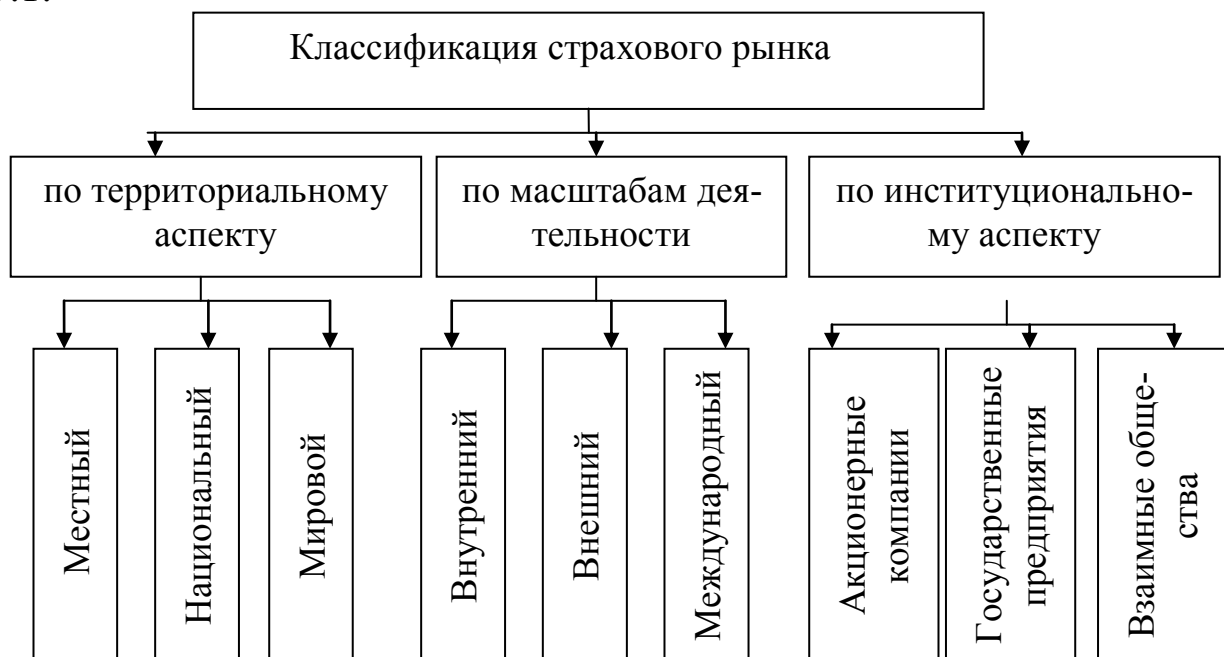 Классификация страхового рынка
по территориальному
аспекту
по масштабам дея-
тельности
по институционально-
му аспекту
Местный
Национальный
Мировой
Внутренний
Внешний
Международный
Акционерные
компании
Государственные
предприятия
Взаимные обще-
ства